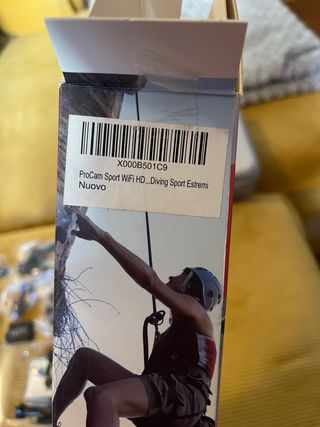 X000B501C9
ProCam Sport WiFi HD...Diving Sport Estremi
Nuovo